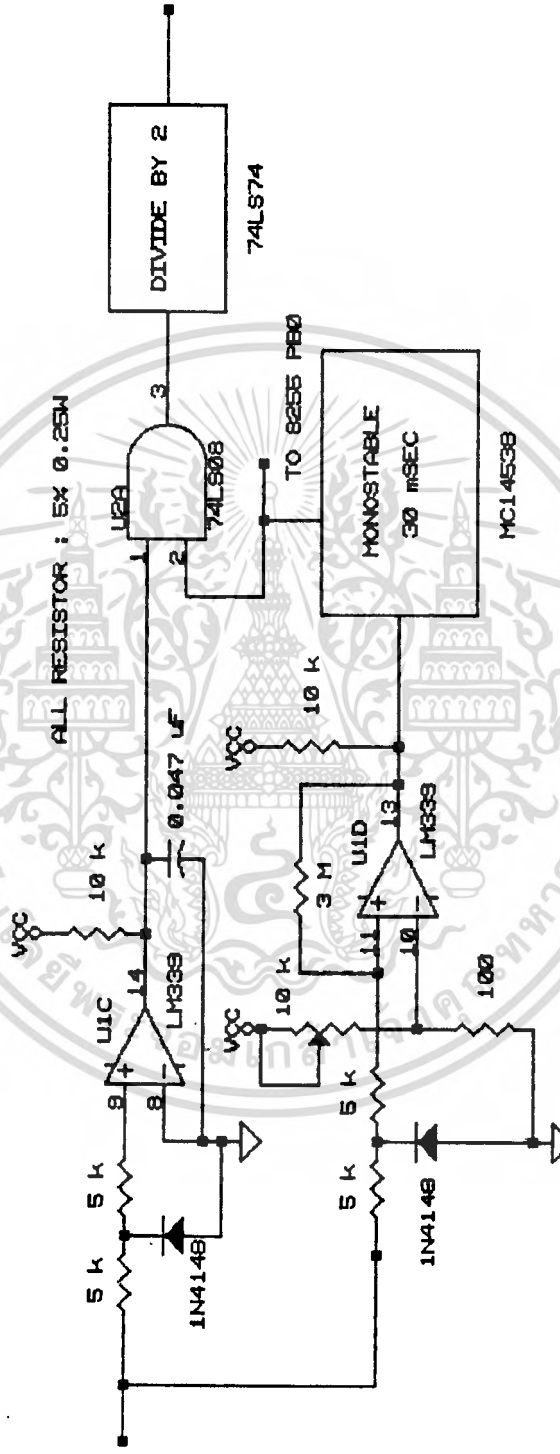 ALL RESISTOR : 5% 0.25W
VCC
10 k
U1C
5 k
5 k
9
+
8
-
14
LM339
1N4148
0.047 uF
U2A
1
2
3
74LS08
DIVIDE BY 2
74LS74
TO 8255 PB0
VCC
10 k
3 M
U1D
VCC
10 k
5 k
5 k
11
+
10
-
13
LM339
100
1N4148
MONOSTABLE
30 mSEC
MC14538